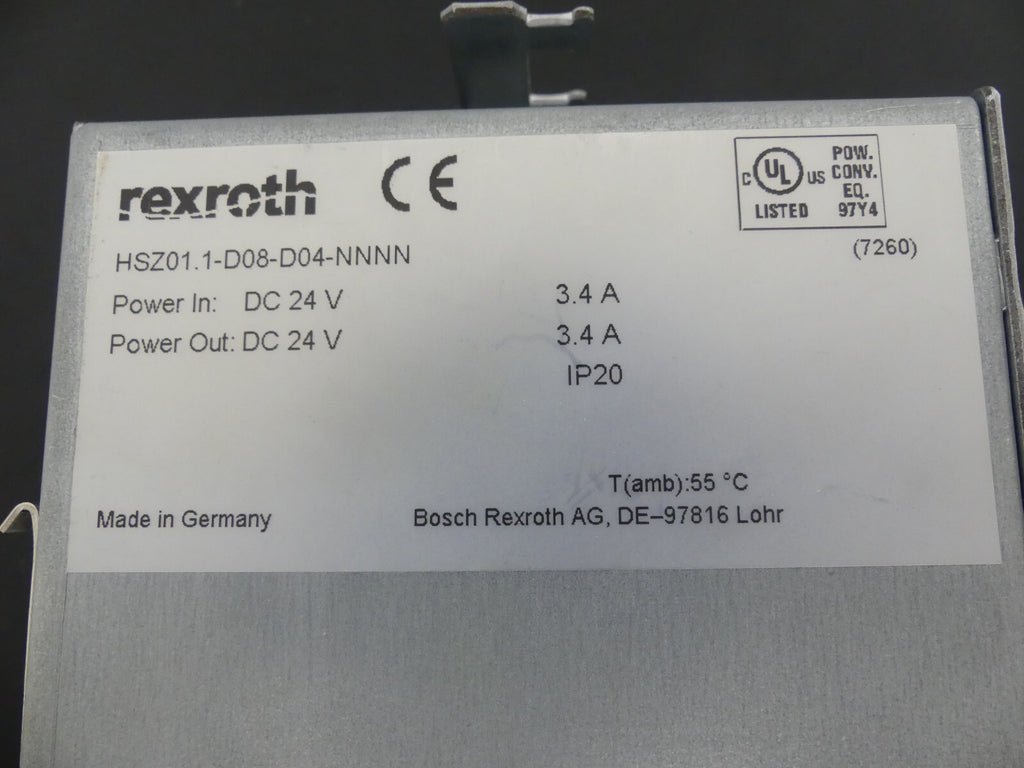 rexroth CE
C UL US POW.
CONV.
EQ.
LISTED 97Y4
(7260)
HSZ01.1-D08-D04-NNNN
Power In: DC 24 V 3.4 A
Power Out: DC 24 V 3.4 A
IP20
T(amb):55 °C
Made in Germany Bosch Rexroth AG, DE–97816 Lohr